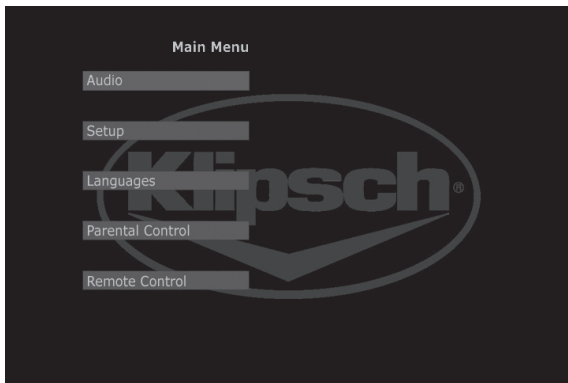 Main Menu
Audio
Setup
Languages
Klipsch®
Parental Control
Remote Control